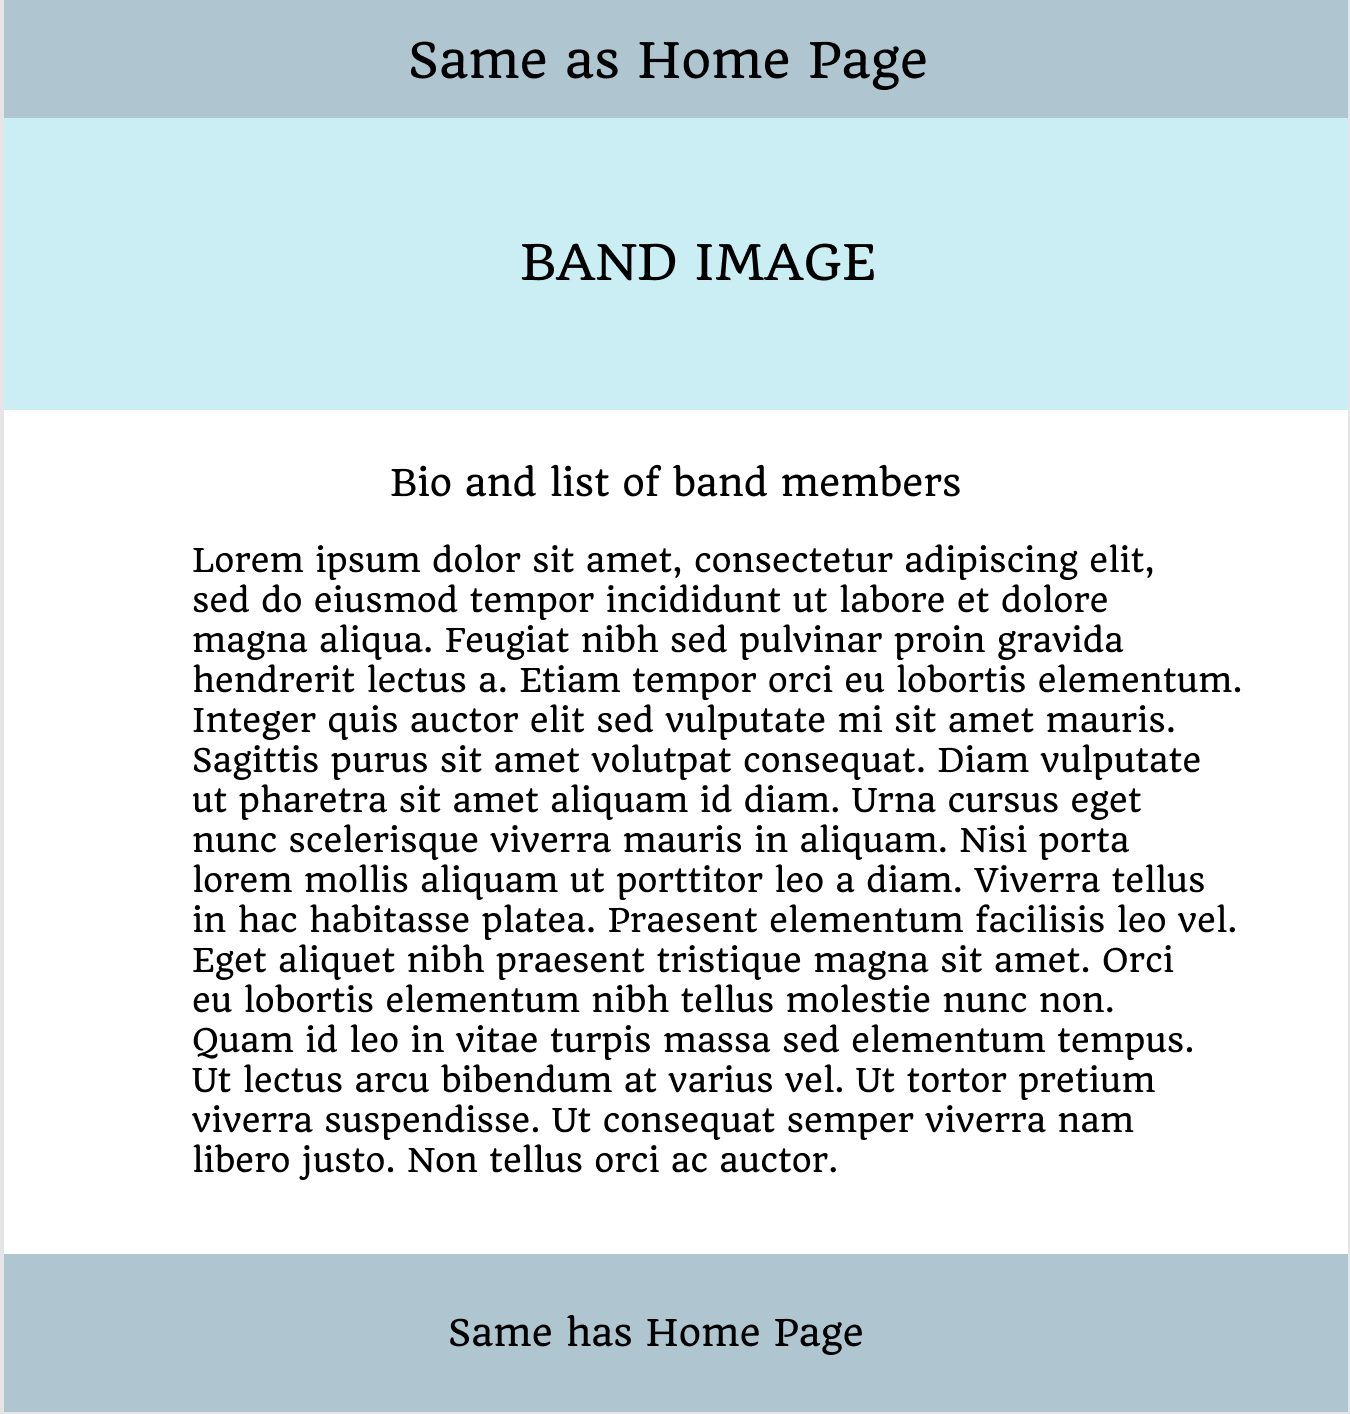 Same as Home Page
BAND IMAGE
Bio and list of band members
Lorem ipsum dolor sit amet, consectetur adipiscing elit,
sed do eiusmod tempor incididunt ut labore et dolore
magna aliqua. Feugiat nibh sed pulvinar proin gravida
hendrerit lectus a. Etiam tempor orci eu lobortis elementum.
Integer quis auctor elit sed vulputate mi sit amet mauris.
Sagittis purus sit amet volutpat consequat. Diam vulputate
ut pharetra sit amet aliquam id diam. Urna cursus eget
nunc scelerisque viverra mauris in aliquam. Nisi porta
lorem mollis aliquam ut porttitor leo a diam. Viverra tellus
in hac habitasse platea. Praesent elementum facilisis leo vel.
Eget aliquet nibh praesent tristique magna sit amet. Orci
eu lobortis elementum nibh tellus molestie nunc non.
Quam id leo in vitae turpis massa sed elementum tempus.
Ut lectus arcu bibendum at varius vel. Ut tortor pretium
viverra suspendisse. Ut consequat semper viverra nam
libero justo. Non tellus orci ac auctor.
Same has Home Page